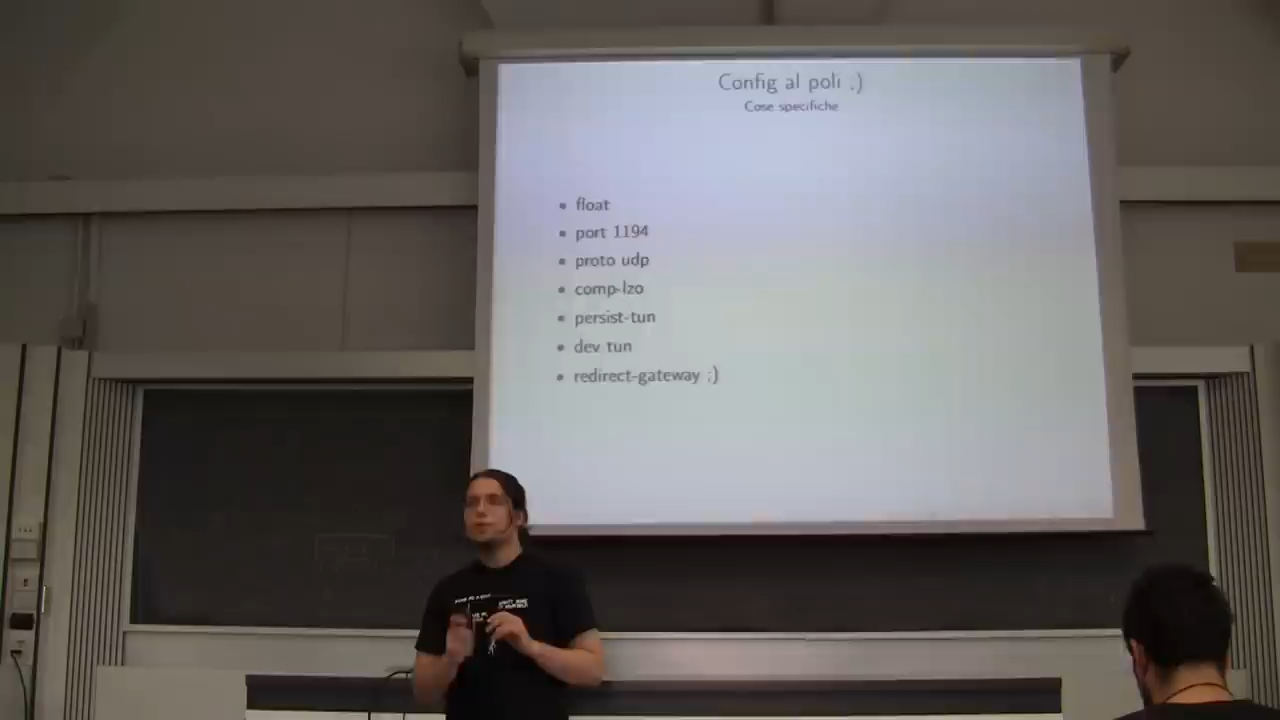 Config al poli :)
Cose specifiche
float
port 1194
proto udp
comp-lzo
persist-tun
dev tun
redirect-gateway :)